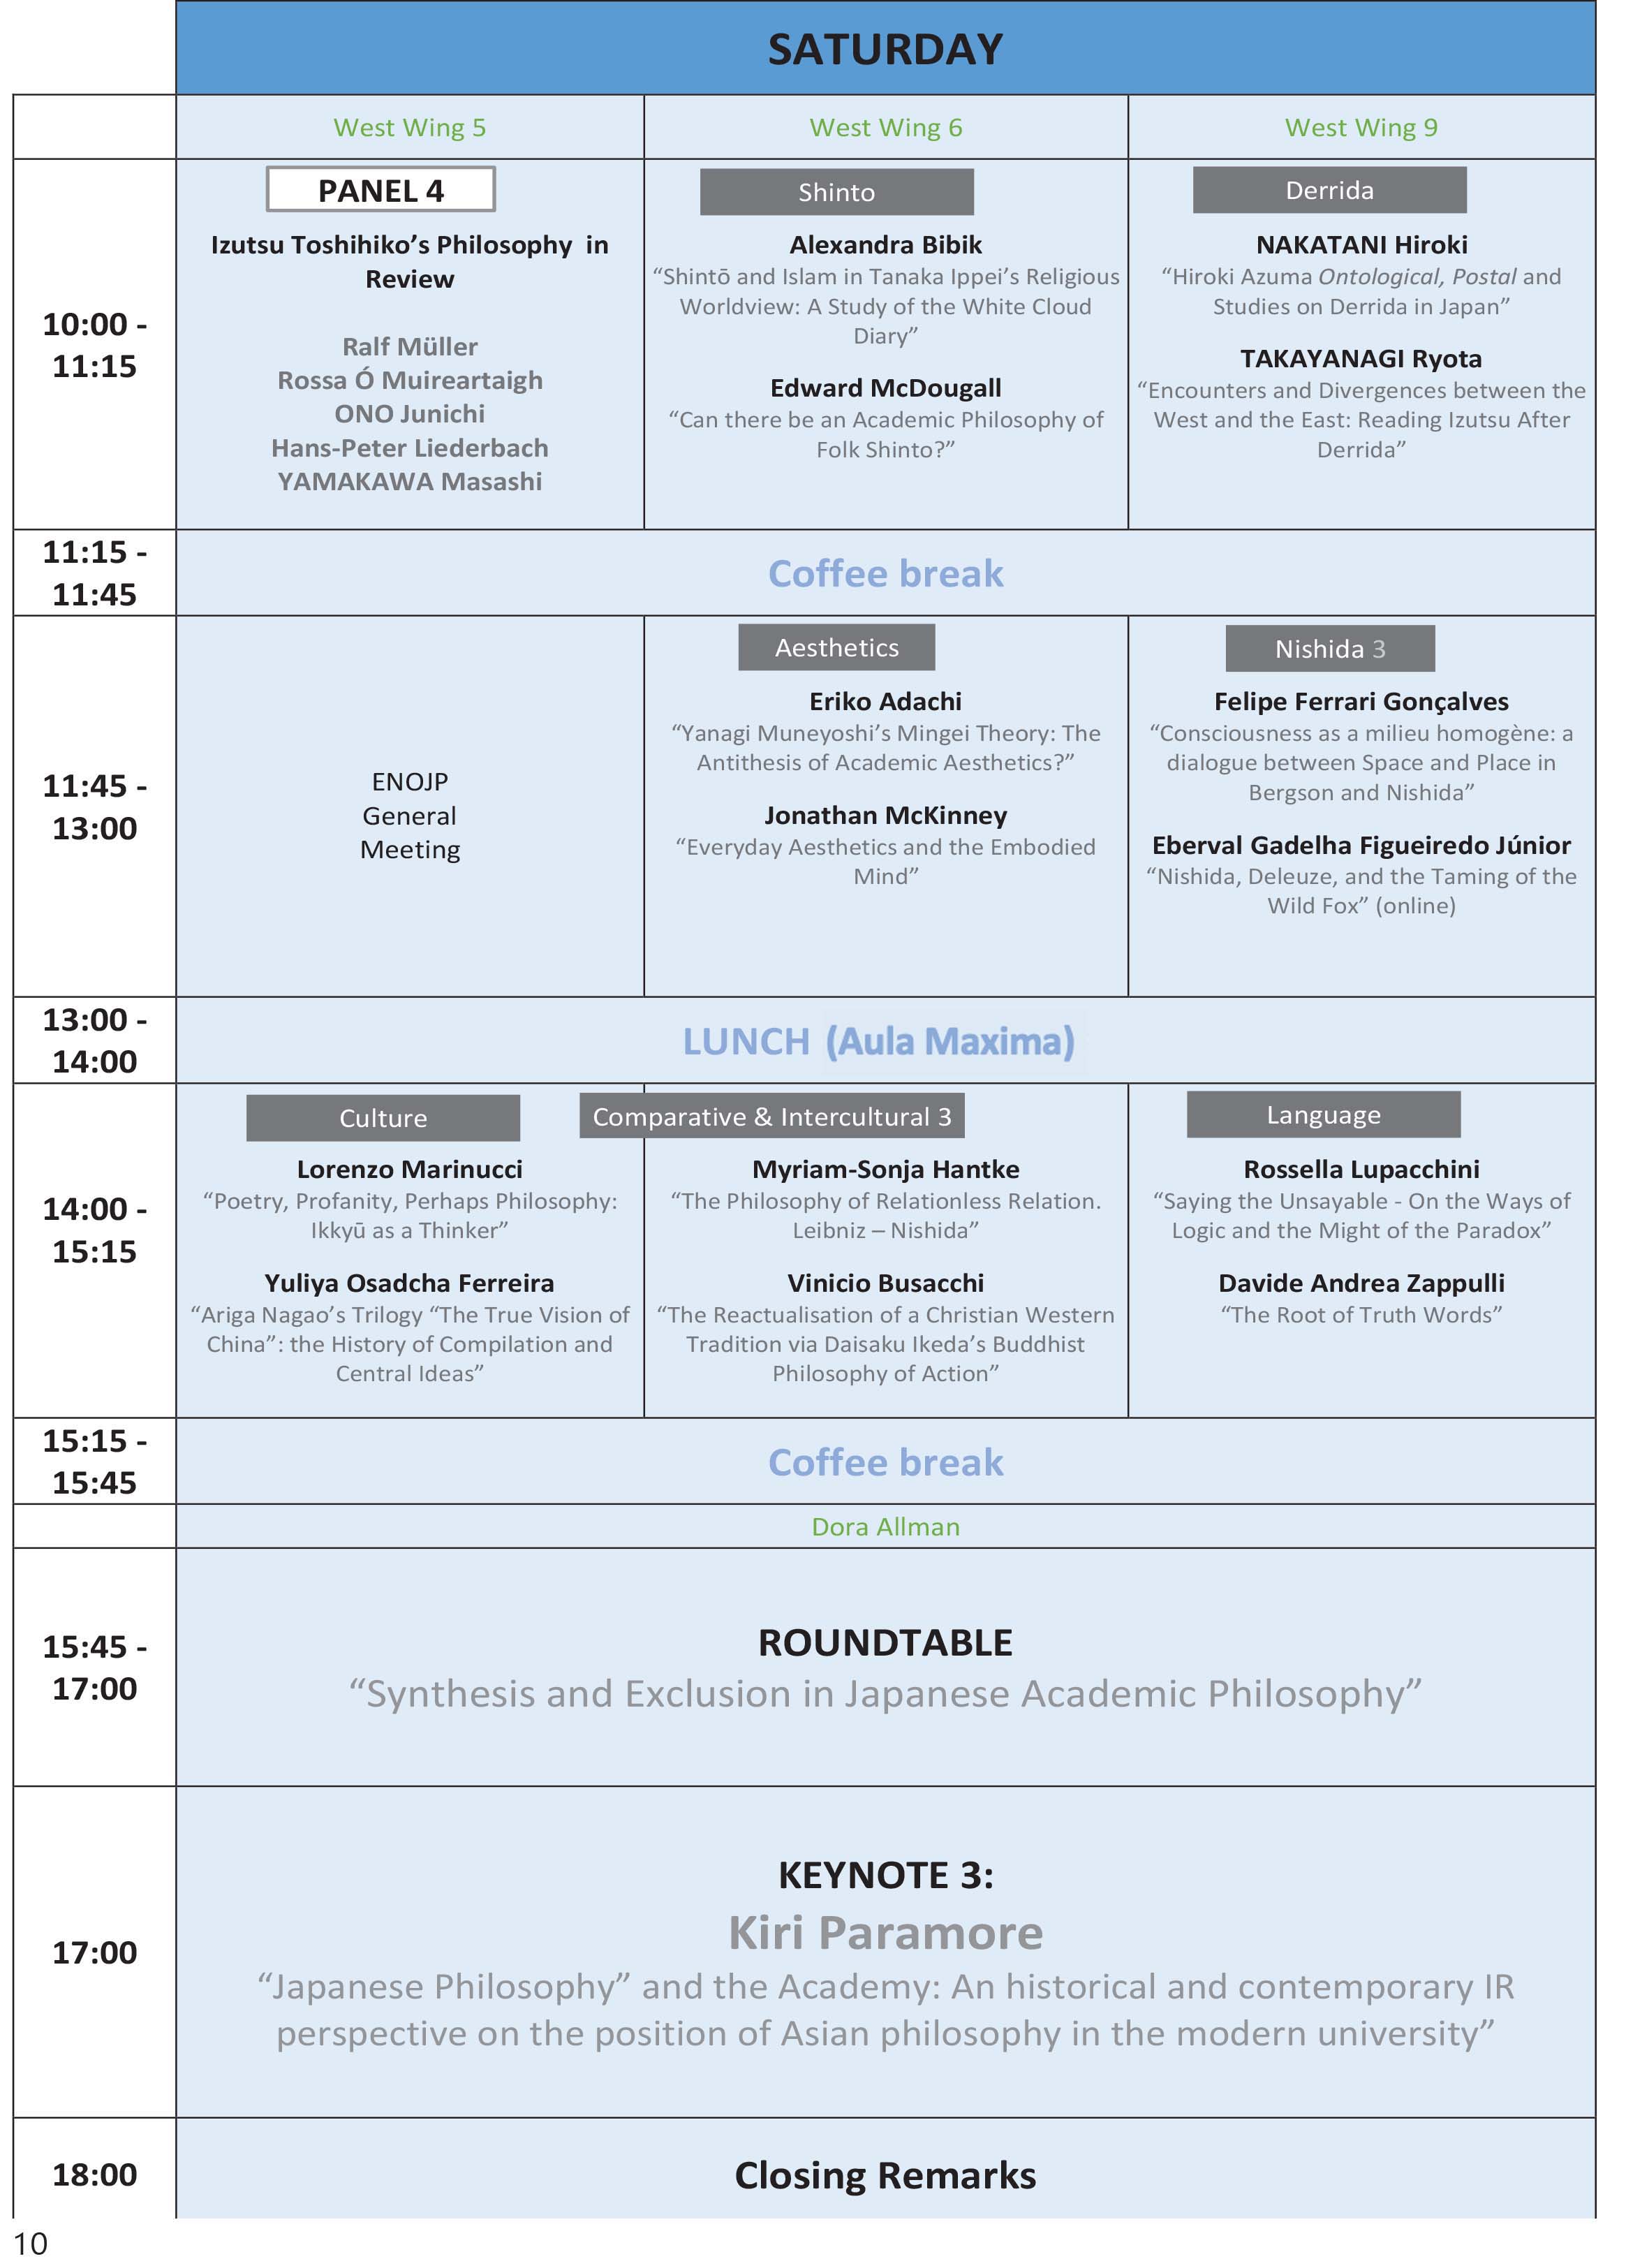 SATURDAY
West Wing 5
West Wing 6
West Wing 9
10:00 -
11:15
PANEL 4
Izutsu Toshihiko’s Philosophy in
Review
Ralf Müller
Rossa Ó Muireartaigh
ONO Junichi
Hans-Peter Liederbach
YAMAKAWA Masashi
Shinto
Alexandra Bibik
“Shintō and Islam in Tanaka Ippei’s Religious
Worldview: A Study of the White Cloud
Diary”
Edward McDougall
“Can there be an Academic Philosophy of
Folk Shinto?”
Derrida
NAKATANI Hiroki
“Hiroki Azuma Ontological, Postal and
Studies on Derrida in Japan”
TAKAYANAGI Ryota
“Encounters and Divergences between the
West and the East: Reading Izutsu After
Derrida”
11:15 -
11:45
Coffee break
11:45 -
13:00
ENOJP
General
Meeting
Aesthetics
Eriko Adachi
“Yanagi Muneyoshi’s Mingei Theory: The
Antithesis of Academic Aesthetics?”
Jonathan McKinney
“Everyday Aesthetics and the Embodied
Mind”
Nishida 3
Felipe Ferrari Gonçalves
“Consciousness as a milieu homogène: a
dialogue between Space and Place in
Bergson and Nishida”
Eberval Gadelha Figueiredo Júnior
“Nishida, Deleuze, and the Taming of the
Wild Fox” (online)
13:00 -
14:00
LUNCH (Aula Maxima)
14:00 -
15:15
Culture
Lorenzo Marinucci
“Poetry, Profanity, Perhaps Philosophy:
Ikkyū as a Thinker”
Yuliya Osadcha Ferreira
“Ariga Nagao’s Trilogy “The True Vision of
China”: the History of Compilation and
Central Ideas”
Comparative & Intercultural 3
Myriam-Sonja Hantke
“The Philosophy of Relationless Relation.
Leibniz – Nishida”
Vinicio Busacchi
“The Reactualisation of a Christian Western
Tradition via Daisaku Ikeda’s Buddhist
Philosophy of Action”
Language
Rossella Lupacchini
“Saying the Unsayable - On the Ways of
Logic and the Might of the Paradox”
Davide Andrea Zappulli
“The Root of Truth Words”
15:15 -
15:45
Coffee break
Dora Allman
15:45 -
17:00
ROUNDTABLE
“Synthesis and Exclusion in Japanese Academic Philosophy”
17:00
KEYNOTE 3:
Kiri Paramore
“Japanese Philosophy” and the Academy: An historical and contemporary IR
perspective on the position of Asian philosophy in the modern university”
18:00
Closing Remarks
10